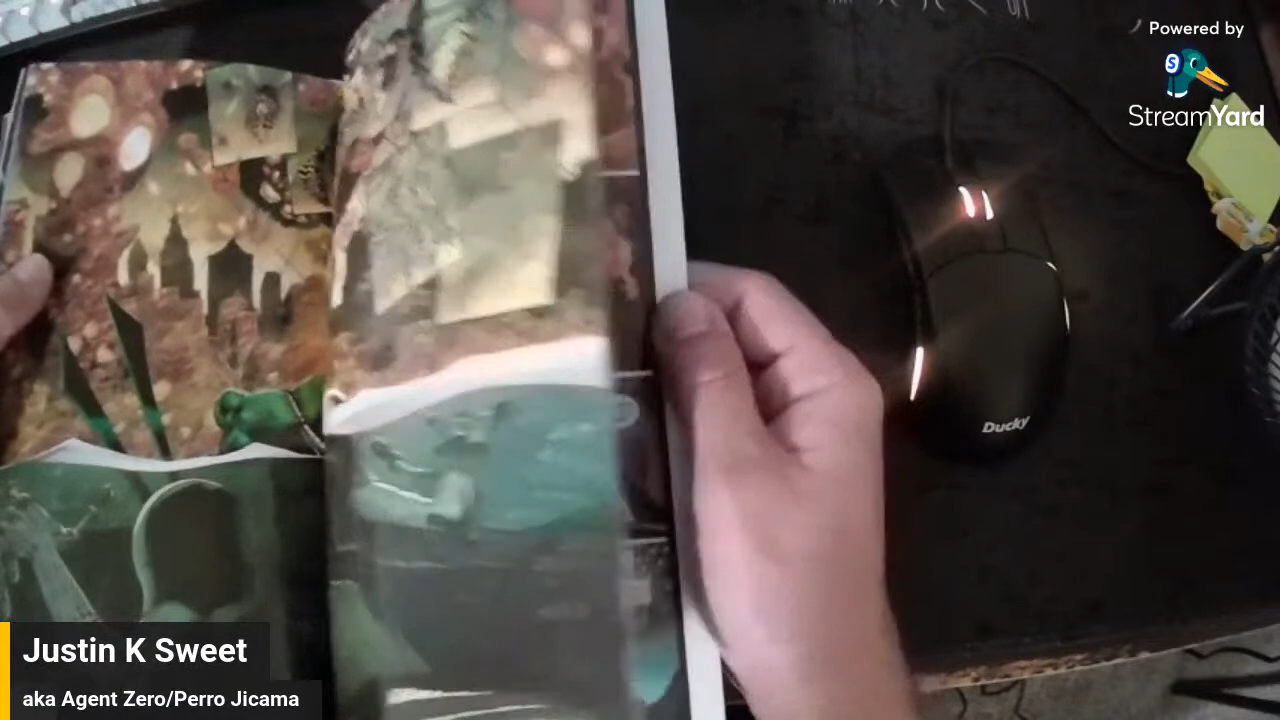 Powered by
StreamYard
Ducky
Justin K Sweet
aka Agent Zero/Perro Jicama